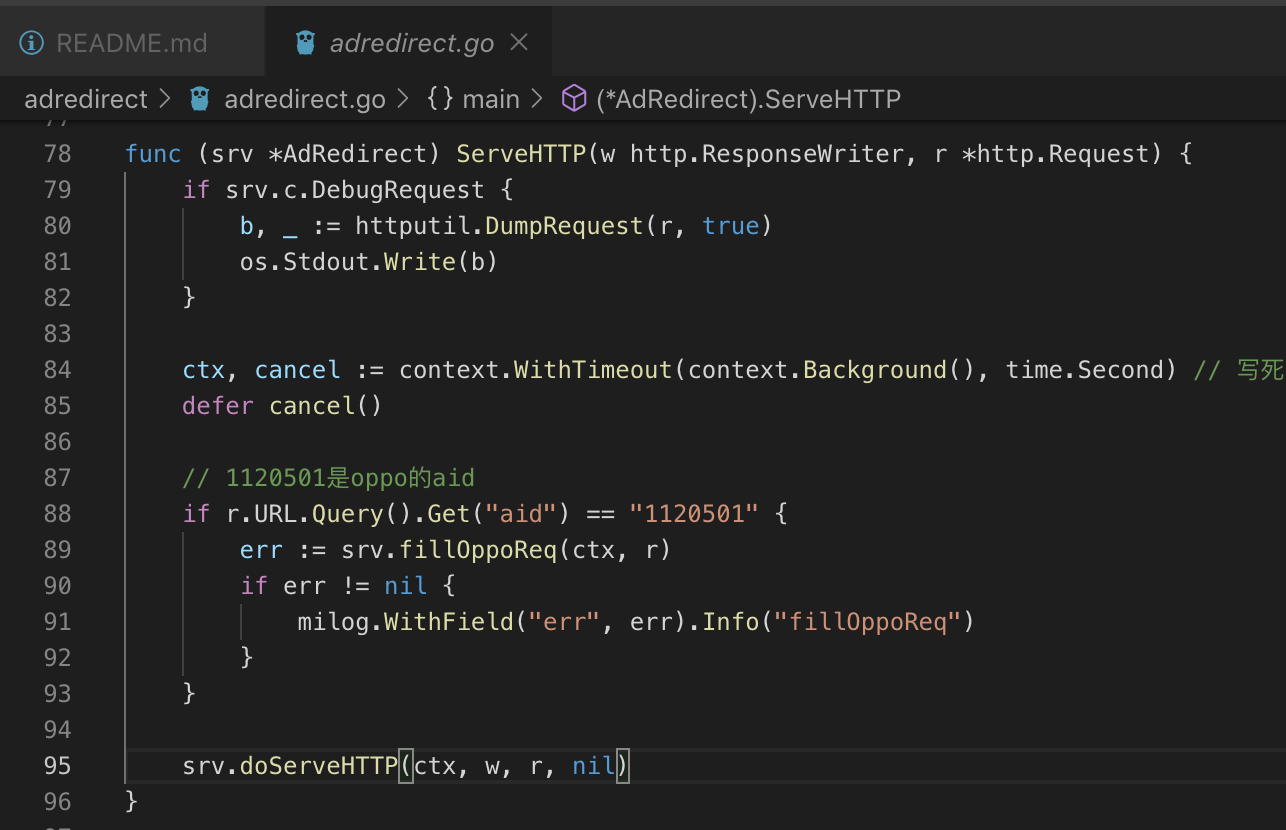 README.md
adredirect.go
adredirect > adredirect.go > {} main > (*AdRedirect).ServeHTTP
78 func (srv *AdRedirect) ServeHTTP(w http.ResponseWriter, r *http.Request) {
79 if srv.c.DebugRequest {
80 b, _ := httputil.DumpRequest(r, true)
81 os.Stdout.Write(b)
82 }
83
84 ctx, cancel := context.WithTimeout(context.Background(), time.Second) // 写死
85 defer cancel()
86
87 // 1120501是oppo的aid
88 if r.URL.Query().Get("aid") == "1120501" {
89 err := srv.fillOppoReq(ctx, r)
90 if err != nil {
91 milog.WithField("err", err).Info("fillOppoReq")
92 }
93 }
94
95 srv.doServeHTTP(ctx, w, r, nil)
96 }